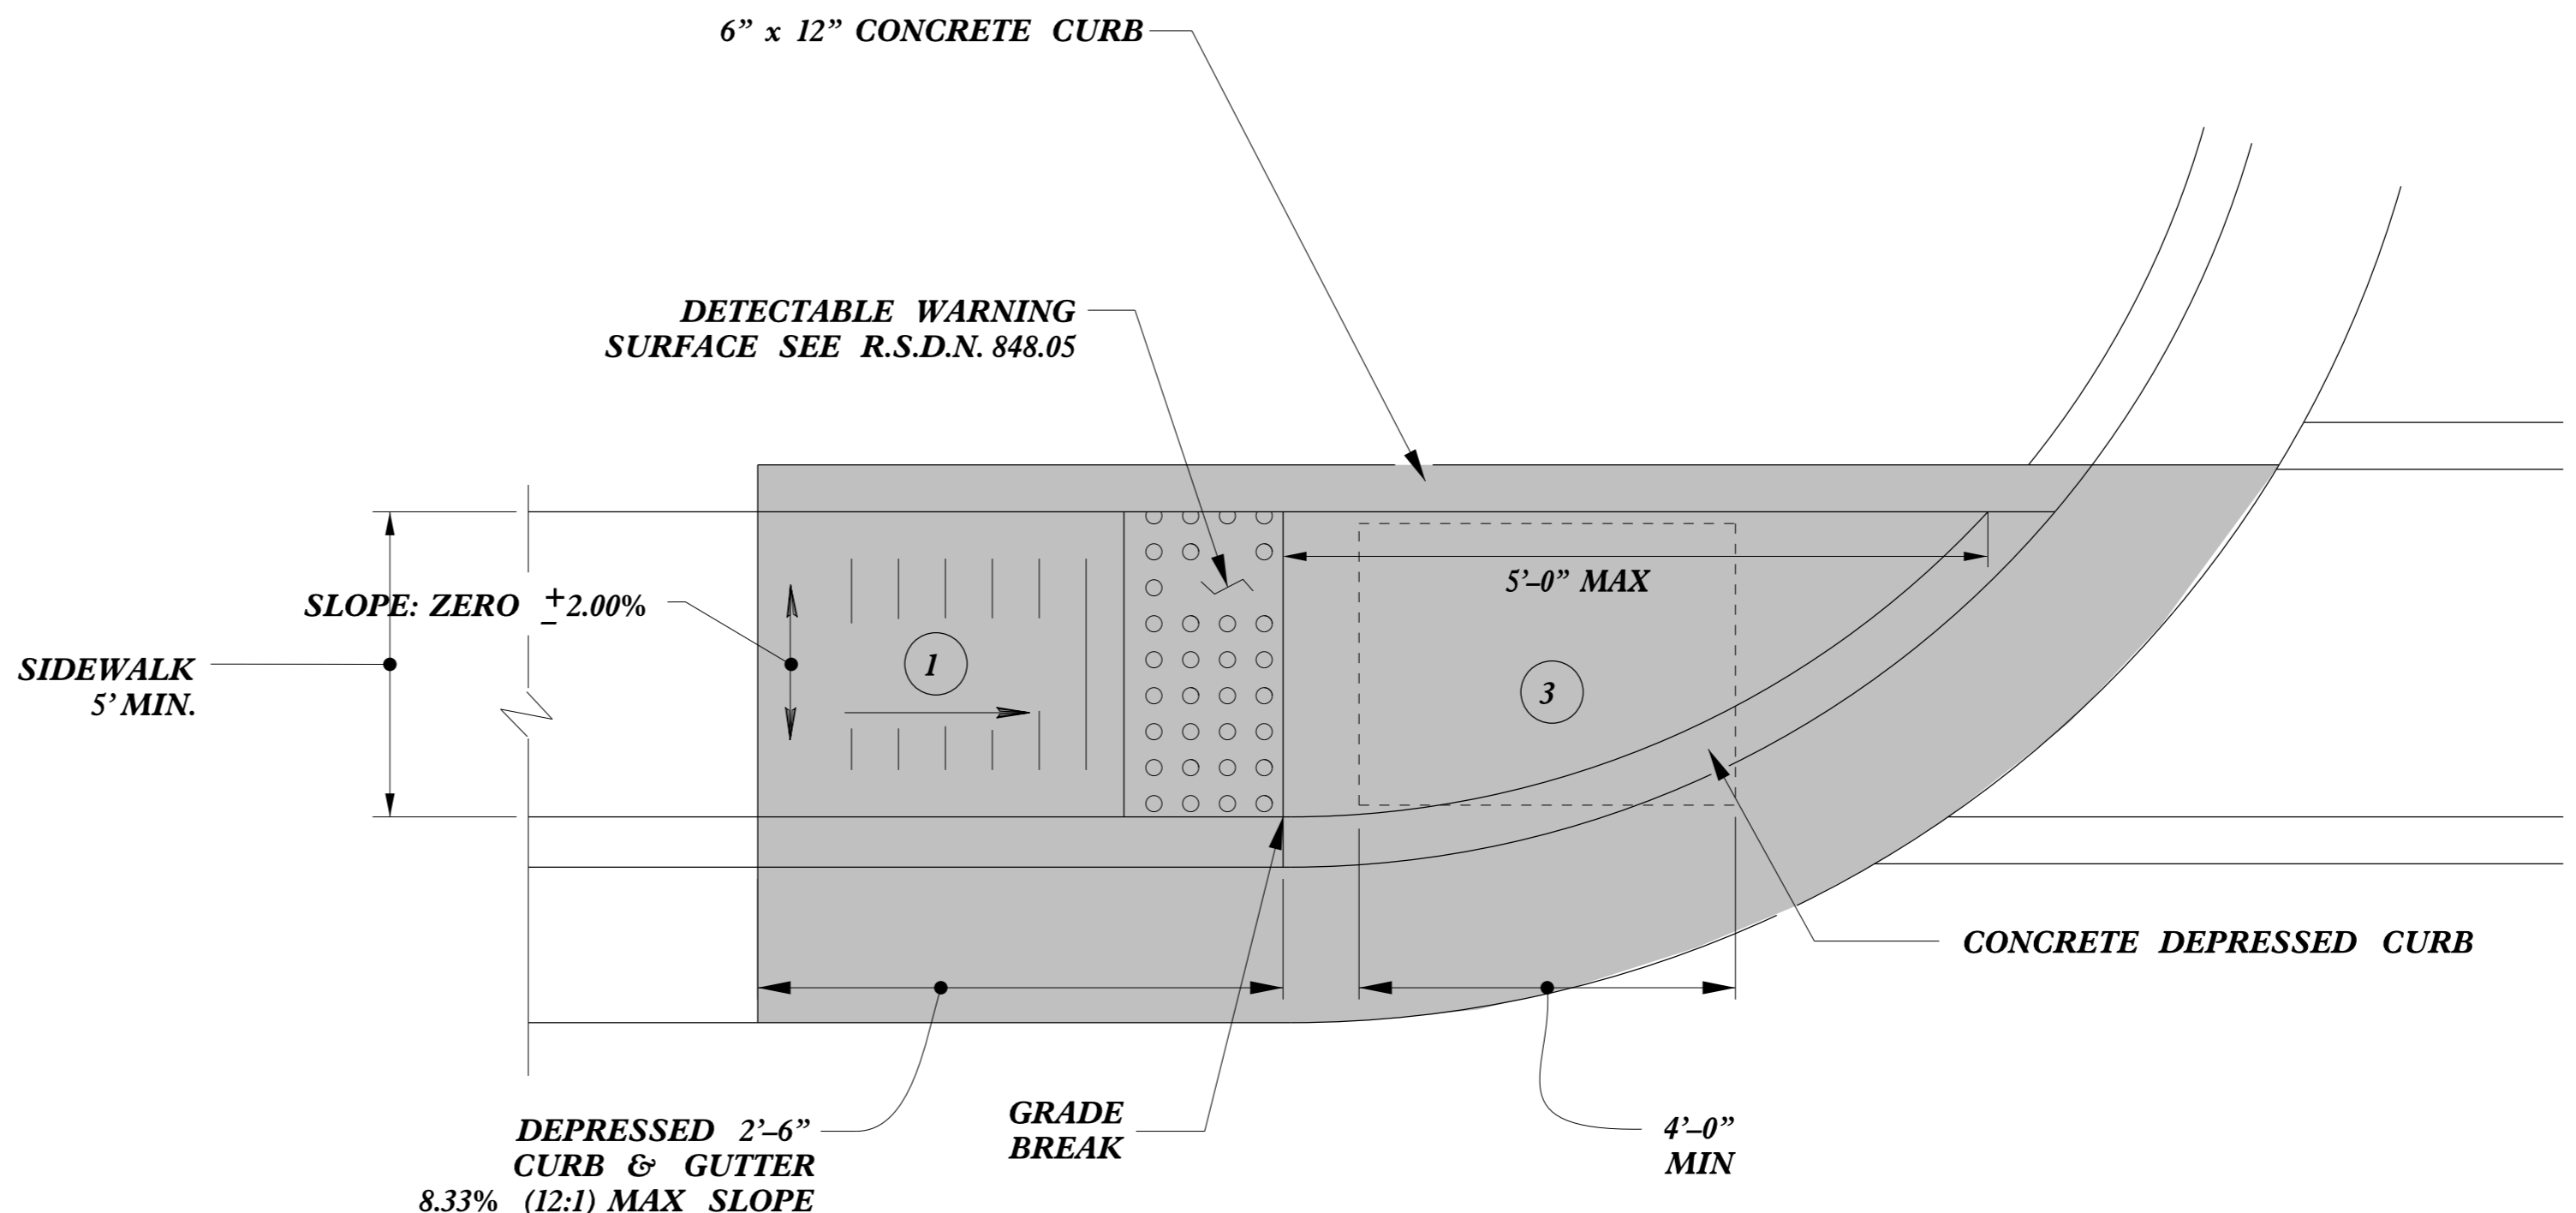 6” x 12” CONCRETE CURB
DETECTABLE WARNING
SURFACE SEE R.S.D.N. 848.05
5’–0” MAX
SLOPE: ZERO ±2.00%
SIDEWALK
5’ MIN.
1
3
CONCRETE DEPRESSED CURB
DEPRESSED 2’–6”
CURB & GUTTER
8.33% (12:1) MAX SLOPE
GRADE
BREAK
4’–0”
MIN